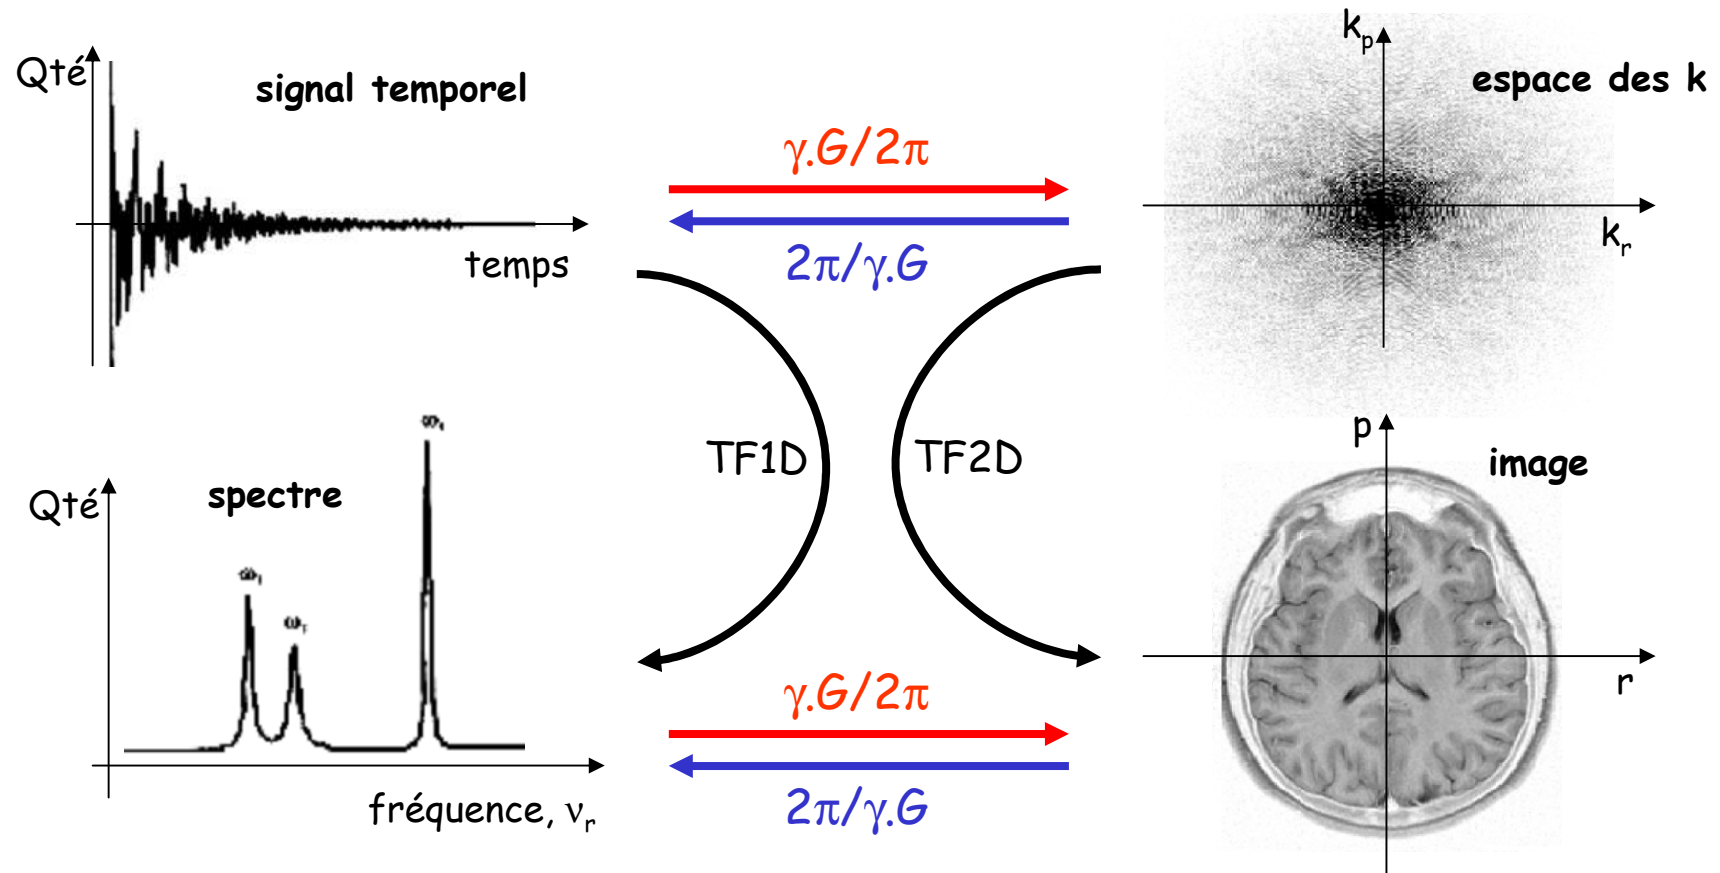 Qté
signal temporel
temps
γ.G/2π
2π/γ.G
kp
espace des k
kr
TF1D
TF2D
Qté
spectre
ω1
fréquence, νr
γ.G/2π
2π/γ.G
p
image
r